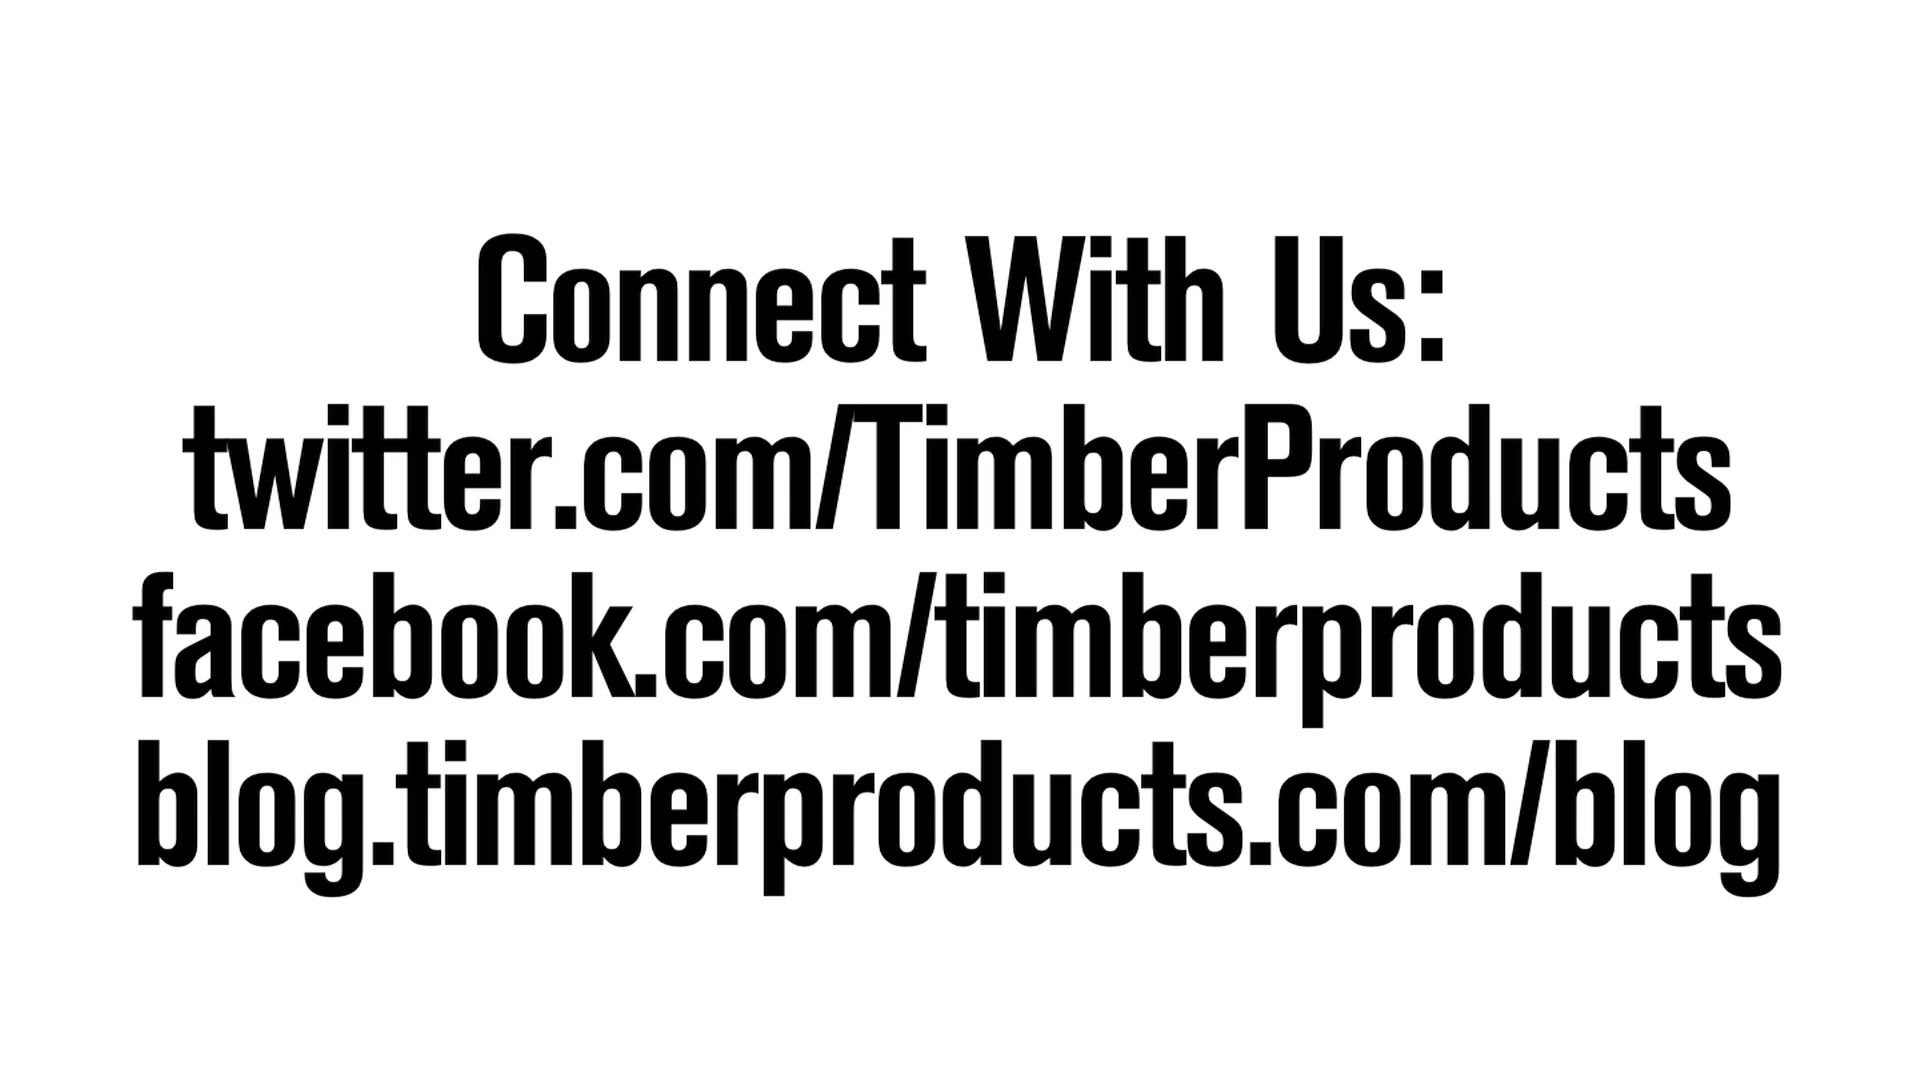 Connect With Us:
twitter.com/TimberProducts
facebook.com/timberproducts
blog.timberproducts.com/blog